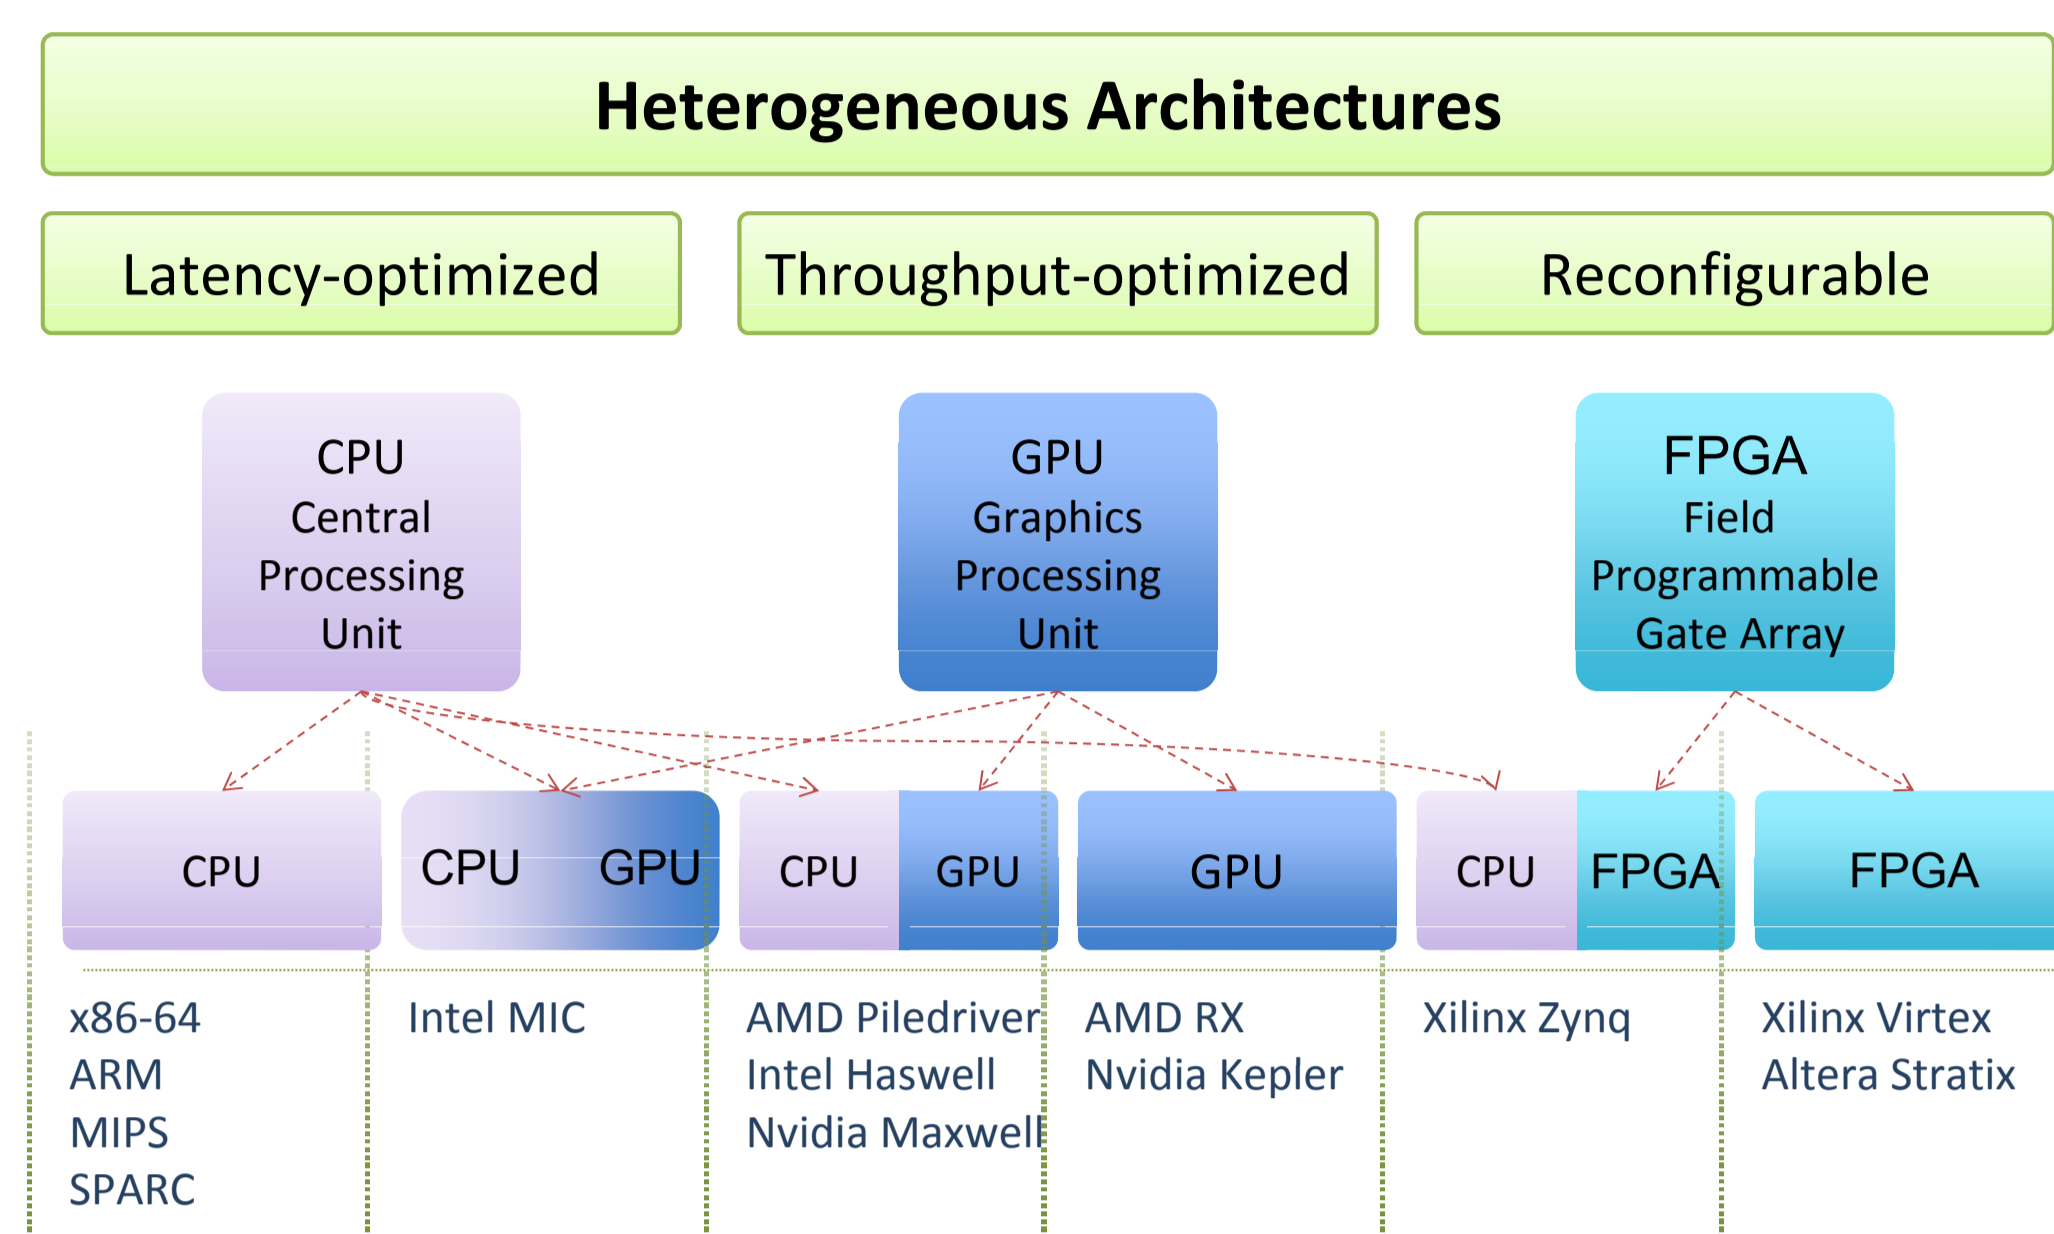 Heterogeneous Architectures
Latency-optimized
Throughput-optimized
Reconfigurable
CPU
Central
Processing
Unit
GPU
Graphics
Processing
Unit
FPGA
Field
Programmable
Gate Array
CPU
CPU GPU
CPU
GPU
GPU
CPU
FPGA
FPGA
x86-64
ARM
MIPS
SPARC
Intel MIC
AMD Piledriver
Intel Haswell
Nvidia Maxwell
AMD RX
Nvidia Kepler
Xilinx Zynq
Xilinx Virtex
Altera Stratix